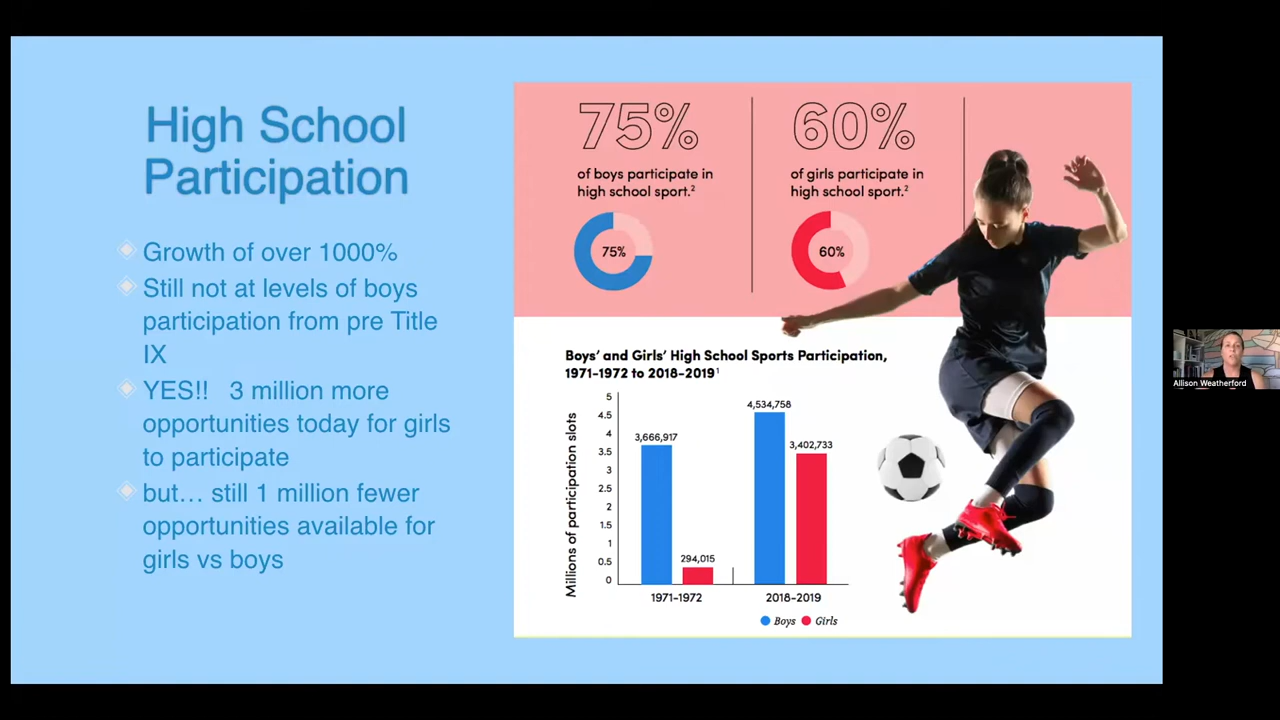 High School
Participation
Growth of over 1000%
Still not at levels of boys
participation from pre Title
IX
YES!! 3 million more
opportunities today for girls
to participate
but… still 1 million fewer
opportunities available for
girls vs boys
75%
of boys participate in
high school sport.²
75%
60%
of girls participate in
high school sport.²
60%
Boys’ and Girls’ High School Sports Participation,
1971-1972 to 2018-2019¹
Millions of participation slots
5
4.5
4
3.5
3
2.5
2
1.5
1
0.5
0
3,666,917
294,015
4,534,758
3,402,733
1971-1972
2018-2019
Boys
Girls
Allison Weatherford